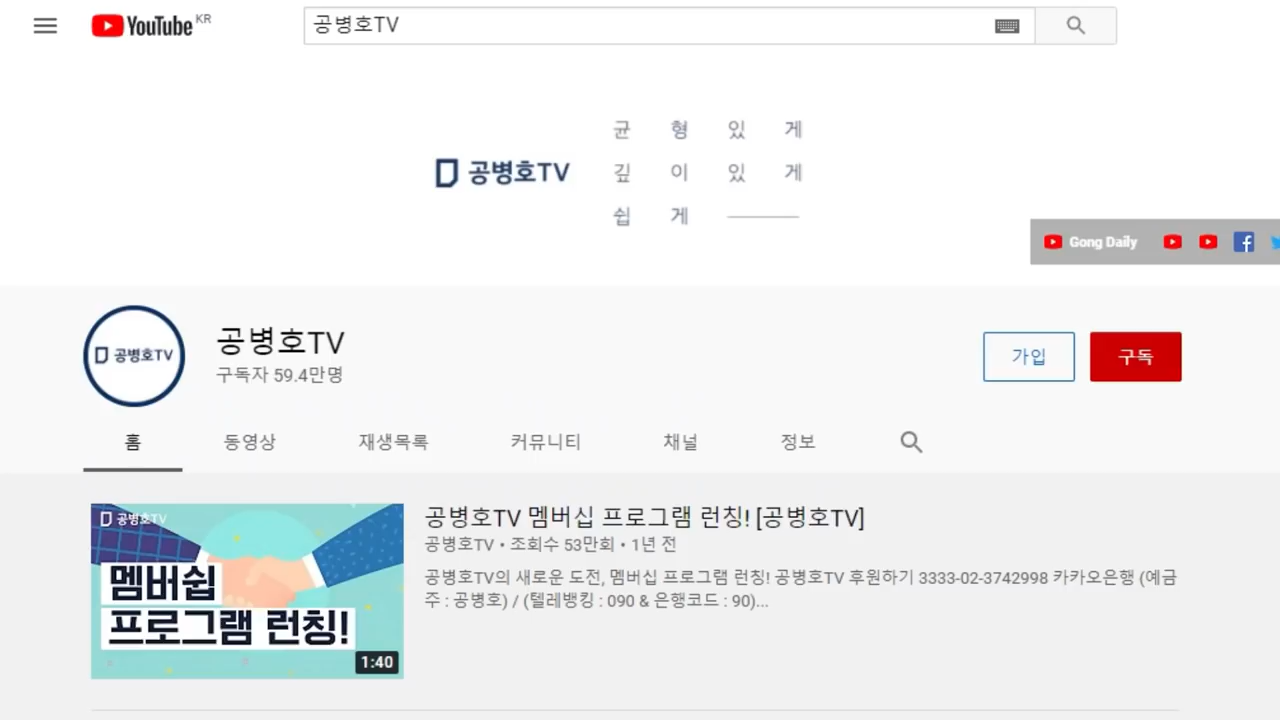 YouTube KR
공병호TV
균 형 있 게
공병호TV
깊 이 있 게
쉽 게
Gong Daily
공병호TV
공병호TV
구독자 59.4만명
가입
구독
홈
동영상
재생목록
커뮤니티
채널
정보
공병호TV
멤버쉽
프로그램 런칭!
1:40
공병호TV 멤버십 프로그램 런칭! [공병호TV]
공병호TV • 조회수 53만회 • 1년 전
공병호TV의 새로운 도전, 멤버십 프로그램 런칭! 공병호TV 후원하기 3333-02-3742998 카카오은행 (예금
주 : 공병호) / (텔레뱅킹 : 090 & 은행코드 : 90)...